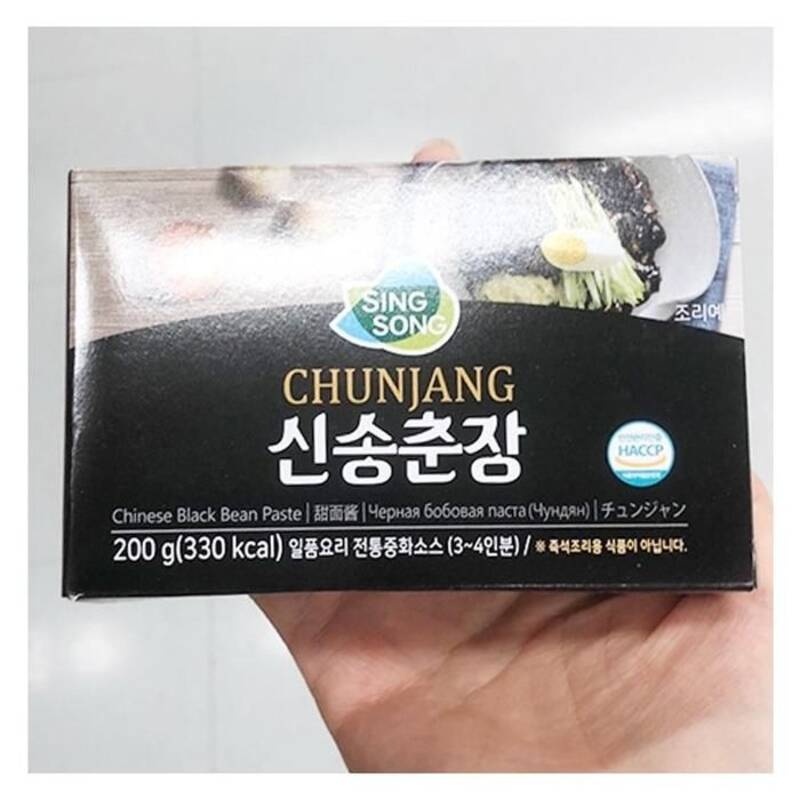 조리예
SING
SONG
CHUNJANG
신송춘장
HACCP
Chinese Black Bean Paste | 甜面酱 | Черная бобовая паста (Чундян) | チュンジャン
200 g(330 kcal) 일품요리 전통중화소스 (3~4인분) / ※ 즉석조리용 식품이 아닙니다.